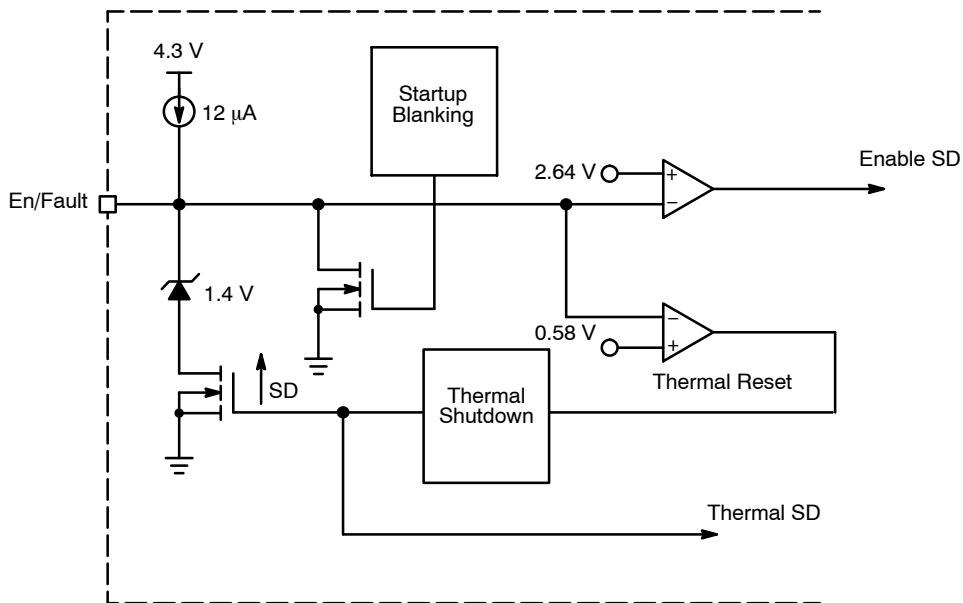 4.3 V
12 μA
Startup
Blanking
En/Fault
2.64 V
+
−
Enable SD
1.4 V
−
0.58 V
+
Thermal Reset
SD
Thermal
Shutdown
Thermal SD